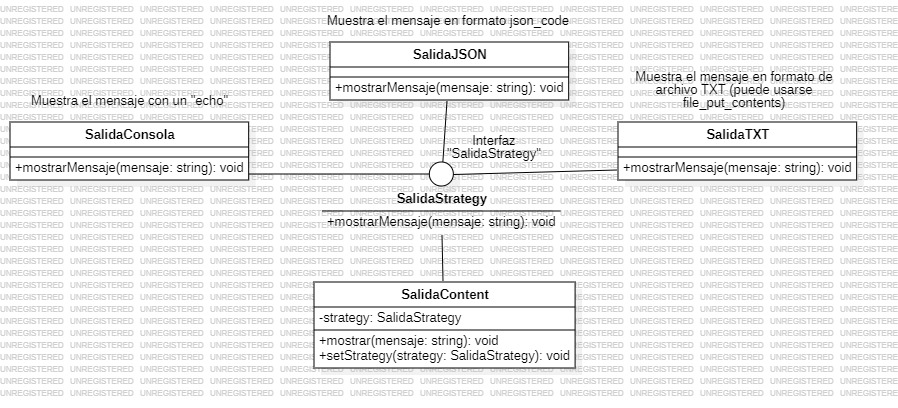 Muestra el mensaje en formato json_code
SalidaJSON
+mostrarMensaje(mensaje: string): void
Muestra el mensaje con un "echo"
SalidaConsola
+mostrarMensaje(mensaje: string): void
Muestra el mensaje en formato de
archivo TXT (puede usarse
file_put_contents)
SalidaTXT
+mostrarMensaje(mensaje: string): void
Interfaz
"SalidaStrategy"
SalidaStrategy
+mostrarMensaje(mensaje: string): void
SalidaContent
-strategy: SalidaStrategy
+mostrar(mensaje: string): void
+setStrategy(strategy: SalidaStrategy): void
UNREGISTERED